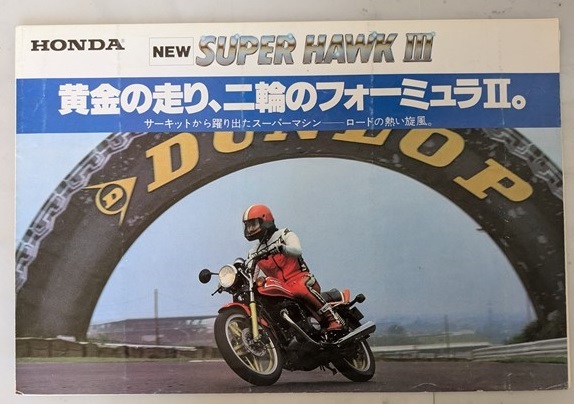 HONDA
NEW SUPER HAWK III
黄金の走り、二輪のフォーミュラII。
サーキットから躍り出たスーパーマシン——ロードの熱い旋風。
DUNLOP